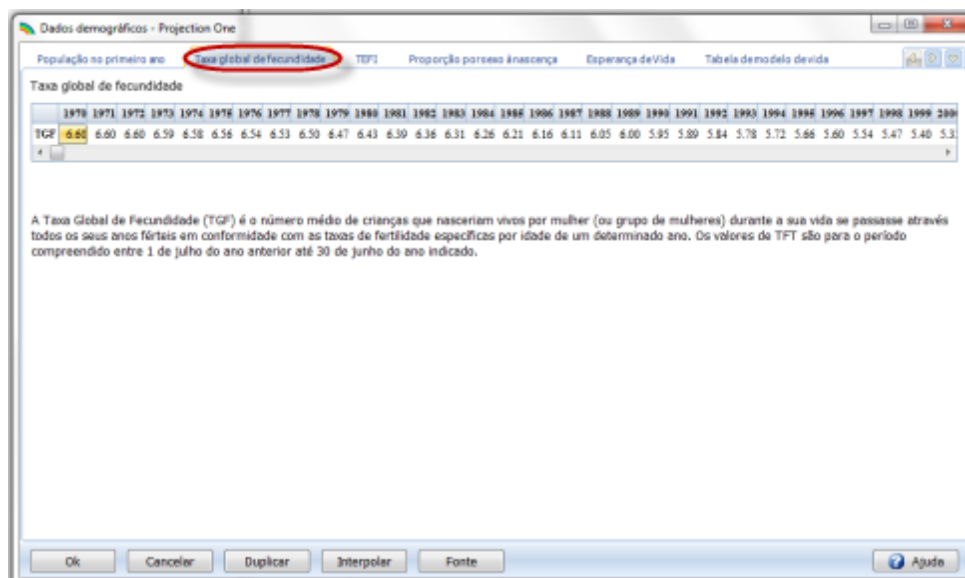 Dados demográficos - Projection One
População no primeiro ano Taxa global de fecundidade TEFI Proporção por sexo à nascença Esperança de Vida Tabela de modelo de vida
Taxa global de fecundidade
1970 1971 1972 1973 1974 1975 1976 1977 1978 1979 1980 1981 1982 1983 1984 1985 1986 1987 1988 1989 1990 1991 1992 1993 1994 1995 1996 1997 1998 1999 200
TGF 6.60 6.60 6.60 6.59 6.58 6.56 6.54 6.53 6.50 6.47 6.43 6.39 6.36 6.31 6.26 6.21 6.16 6.11 6.05 6.00 5.95 5.89 5.84 5.78 5.72 5.66 5.60 5.54 5.47 5.40 5.3
A Taxa Global de Fecundidade (TGF) é o número médio de crianças que nasceriam vivos por mulher (ou grupo de mulheres) durante a sua vida se passasse através
todos os seus anos férteis em conformidade com as taxas de fertilidade específicas por idade de um determinado ano. Os valores de TFT são para o período
compreendido entre 1 de julho do ano anterior até 30 de junho do ano indicado.
Ok Cancelar Duplicar Interpolar Fonte Ajuda